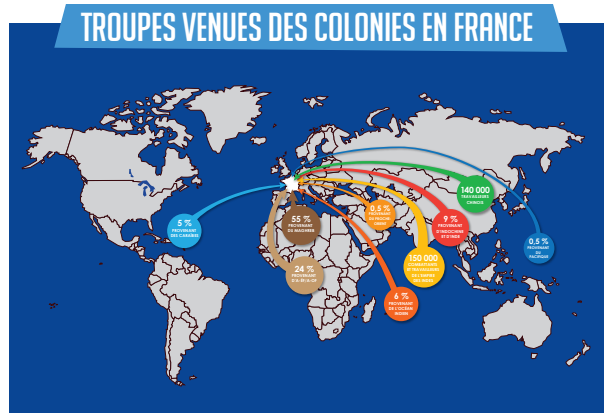 TROUPES VENUES DES COLONIES EN FRANCE
5 %
PROVENANT
DES CARAÏBES
55 %
PROVENANT
DU MAGHREB
24 %
PROVENANT
0,5 %
PROVENANT
DU PROCHE-
ORIENT
140 000
TRAVAILLEURS
CHINOIS
9 %
PROVENANT
D'INDOCHINE
150 000
COMBATTANTS
ET TRAVAILLEURS
DES INDES
6 %
PROVENANT
DE L'OCÉAN
INDIEN
0,5 %
PROVENANT
DU
PACIFIQUE